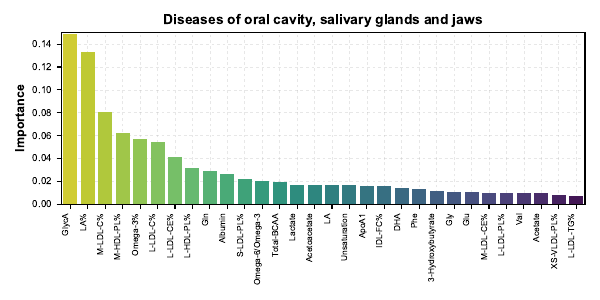 Diseases of oral cavity, salivary glands and jaws
Importance
0.14
0.12
0.10
0.08
0.06
0.04
0.02
0.00
GlycA
LA%
M-LDL-C%
M-HDL-PL%
Omega-3%
L-LDL-C%
L-LDL-CE%
L-HDL-PL%
Gln
Albumin
S-LDL-PL%
Omega-6/Omega-3
Total-BCAA
Lactate
Acetoacetate
LA
Unsaturation
ApoA1
IDL-FC%
DHA
Phe
3-Hydroxybutyrate
Gly
Glu
M-LDL-CE%
L-LDL-PL%
Val
Acetate
XS-VLDL-PL%
L-LDL-TG%